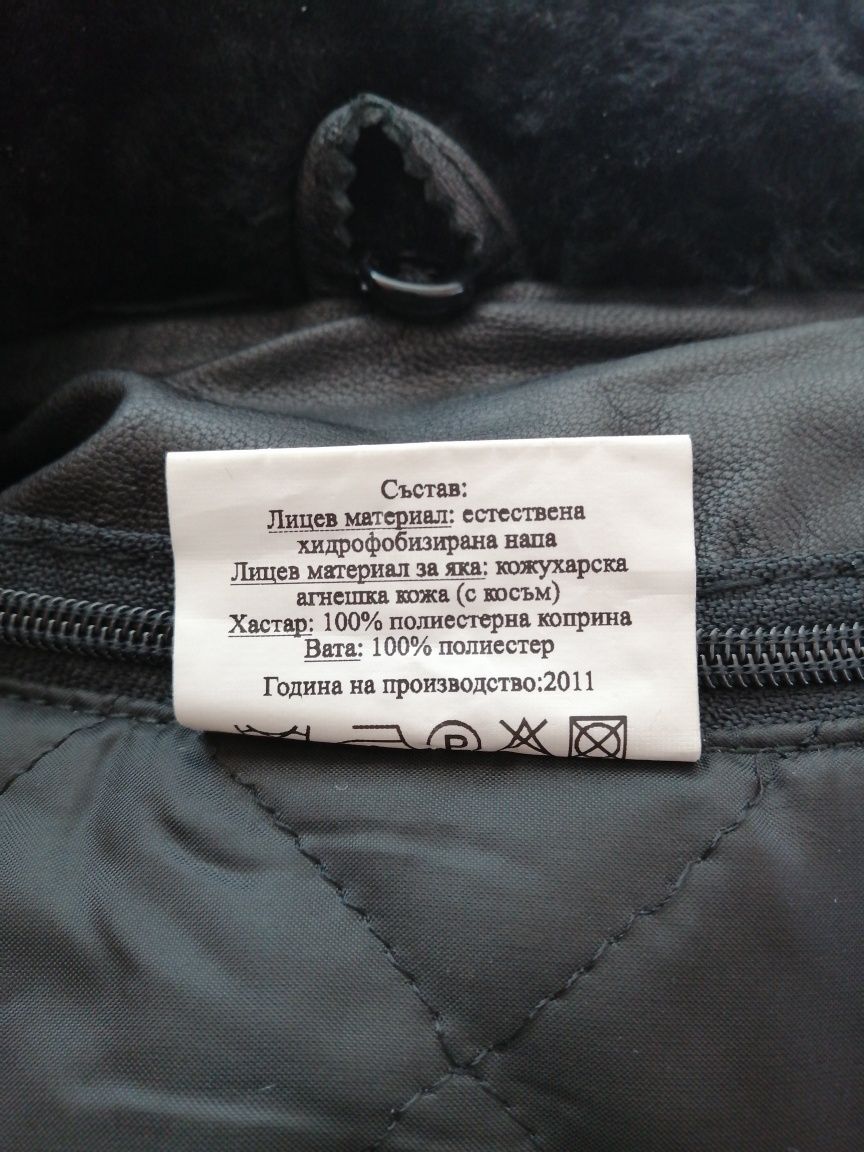 Състав:
Лицев материал: естествена
хидрофобизирана напа
Лицев материал за яка: кожухарска
агнешка кожа (с косъм)
Хастар: 100% полиестерна коприна
Вата: 100% полиестер
Година на производство:2011
P